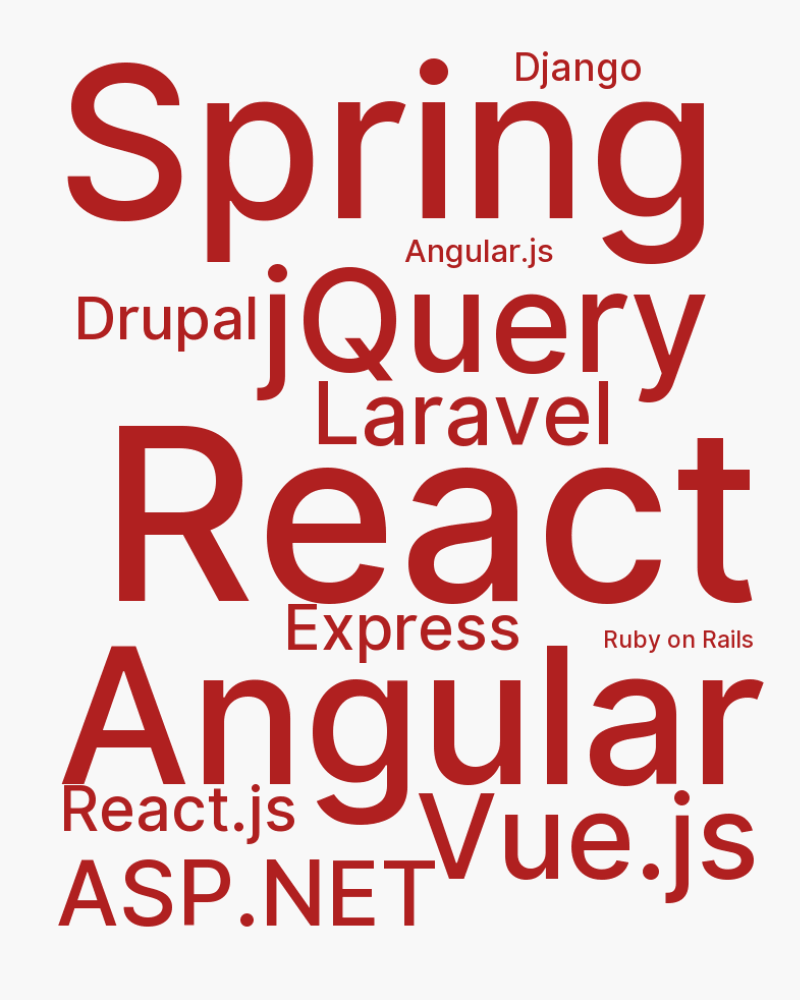 Django
Spring
Angular.js
jQuery
Drupal
Laravel
React
Express
Ruby on Rails
Angular
React.js
Vue.js
ASP.NET